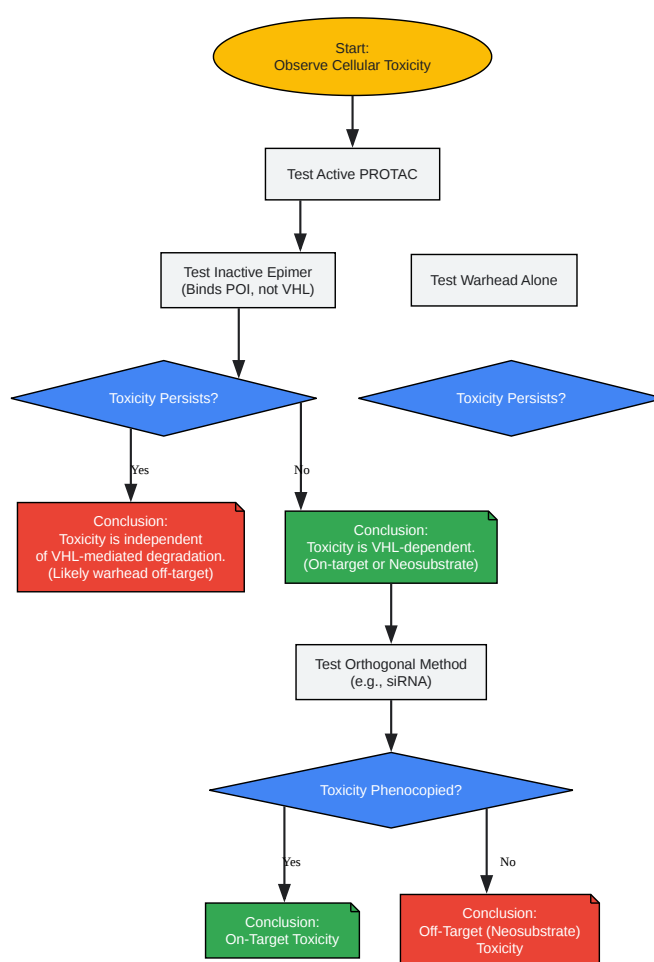 Start:
Observe Cellular Toxicity
Test Active PROTAC
Test Inactive Epimer
(Binds POI, not VHL)
Test Warhead Alone
Toxicity Persists?
Toxicity Persists?
Yes
No
Conclusion:
Toxicity is independent
of VHL-mediated degradation.
(Likely warhead off-target)
Conclusion:
Toxicity is VHL-dependent.
(On-target or Neosubstrate)
Test Orthogonal Method
(e.g., siRNA)
Toxicity Phenocopied?
Yes
No
Conclusion:
On-Target Toxicity
Conclusion:
Off-Target (Neosubstrate)
Toxicity